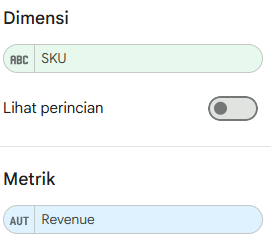 Dimensi
ABC SKU
Lihat perincian
Metrik
AUT Revenue